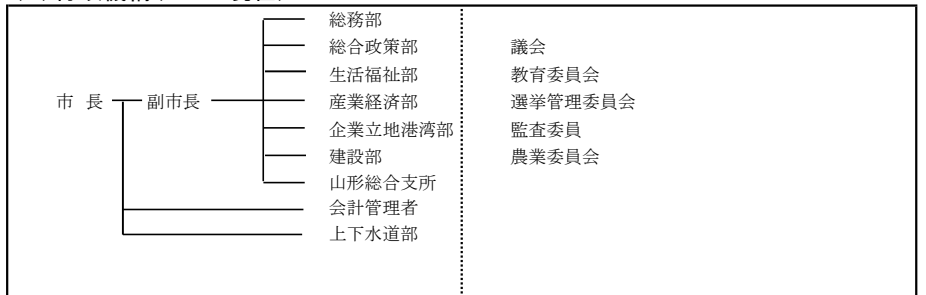 総務部
総合政策部
生活福祉部
市 長
副市長
産業経済部
企業立地港湾部
建設部
山形総合支所
会計管理者
上下水道部
議会
教育委員会
選挙管理委員会
監査委員
農業委員会